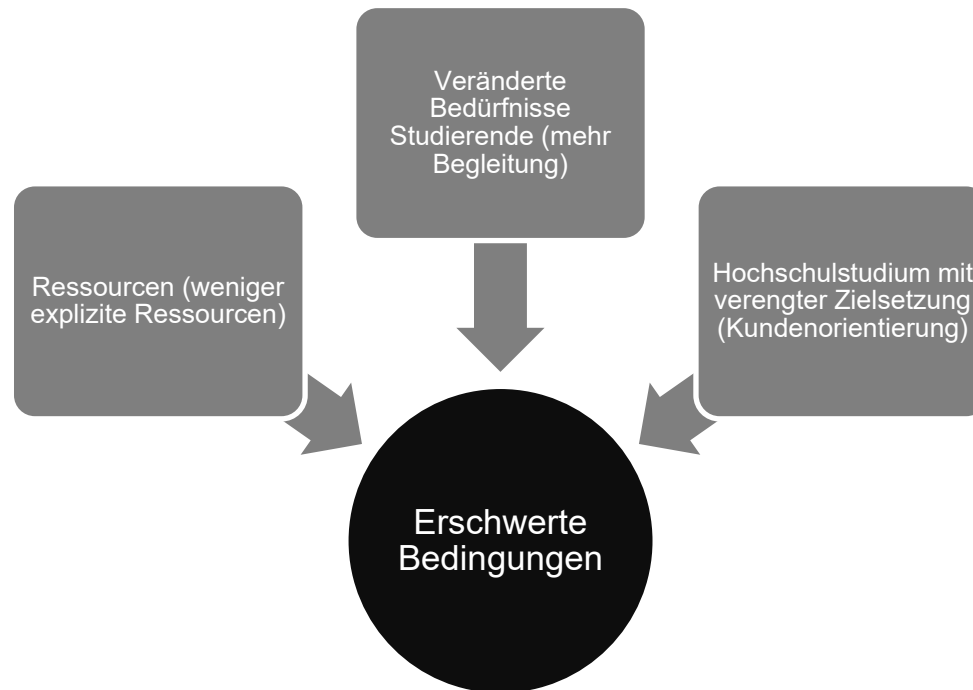 Veränderte
Bedürfnisse
Studierende (mehr
Begleitung)
Ressourcen (weniger
explizite Ressourcen)
Hochschulstudium mit
verengter Zielsetzung
(Kundenorientierung)
Erschwerte
Bedingungen